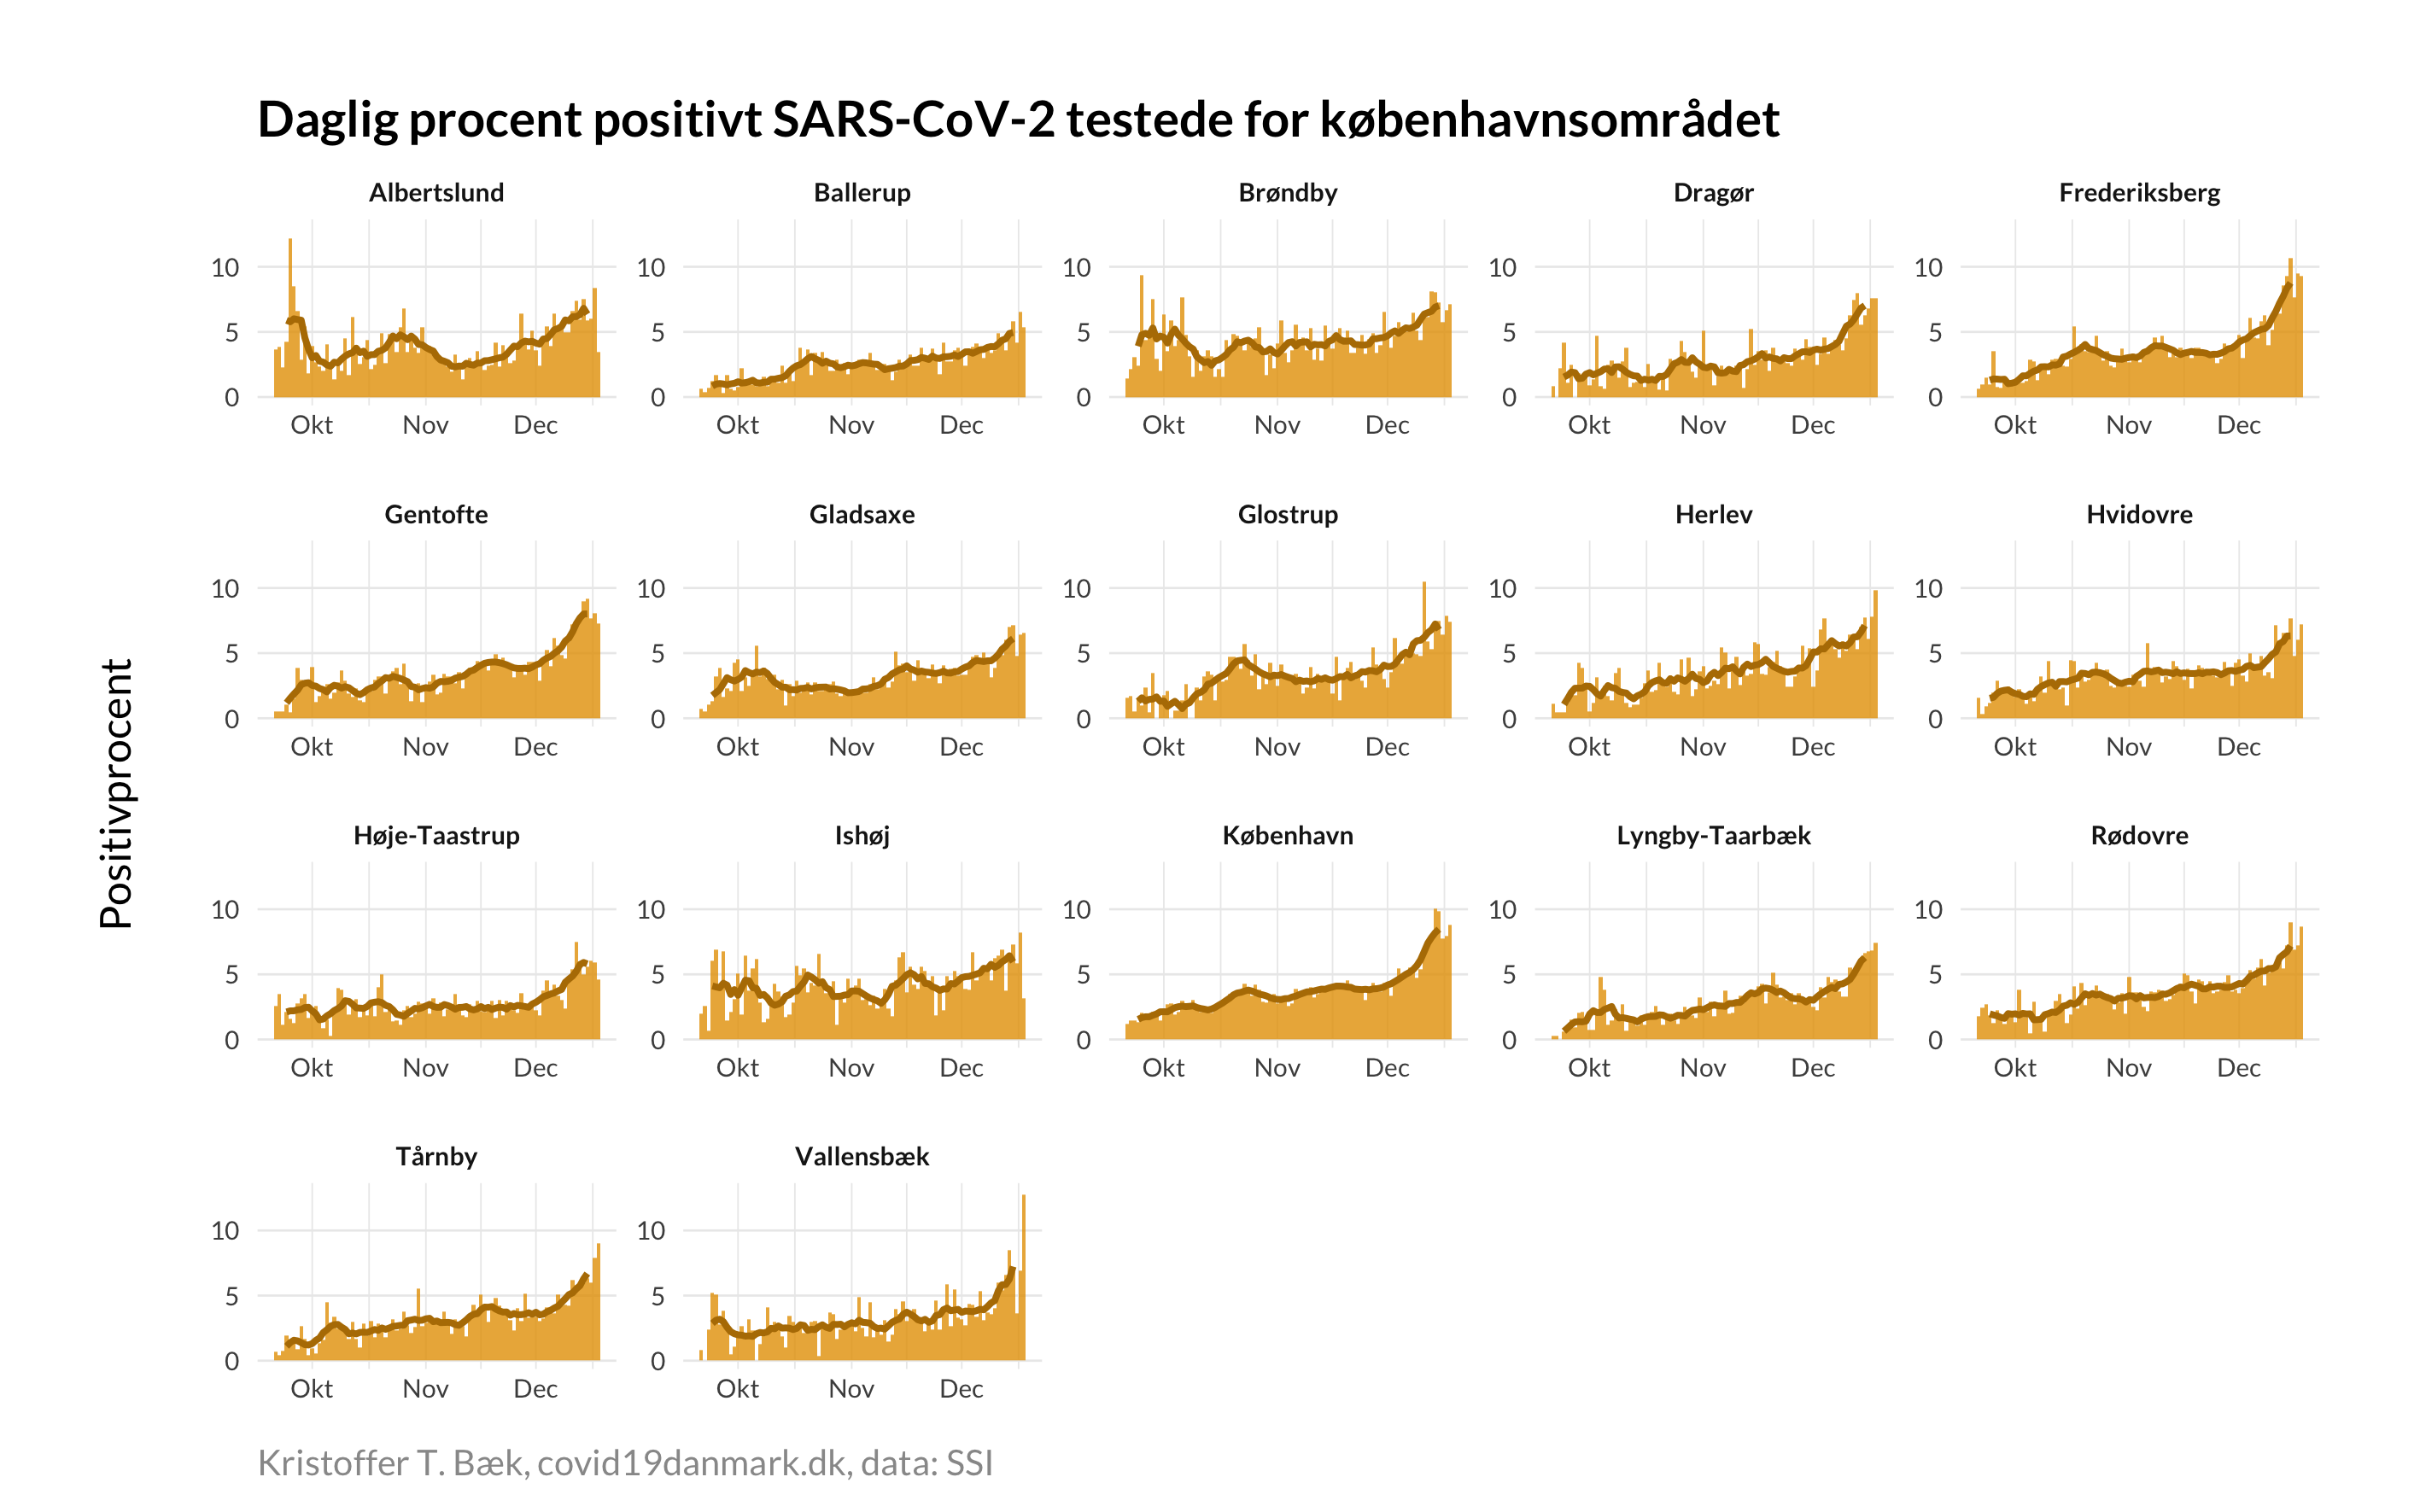 Daglig procent positivt SARS-CoV-2 testede for københavnsområdet
Positivprocent
Albertslund Ballerup Brøndby Dragør Frederiksberg
10 10 10 10 10
5 5 5 5 5
0 0 0 0 0
Okt Nov Dec Okt Nov Dec Okt Nov Dec Okt Nov Dec Okt Nov Dec
Gentofte Gladsaxe Glostrup Herlev Hvidovre
10 10 10 10 10
5 5 5 5 5
0 0 0 0 0
Okt Nov Dec Okt Nov Dec Okt Nov Dec Okt Nov Dec Okt Nov Dec
Høje-Taastrup Ishøj København Lyngby-Taarbæk Rødovre
10 10 10 10 10
5 5 5 5 5
0 0 0 0 0
Okt Nov Dec Okt Nov Dec Okt Nov Dec Okt Nov Dec Okt Nov Dec
Tårnby Vallensbæk
10 10
5 5
0 0
Okt Nov Dec Okt Nov Dec
Kristoffer T. Bæk, covid19danmark.dk, data: SSI